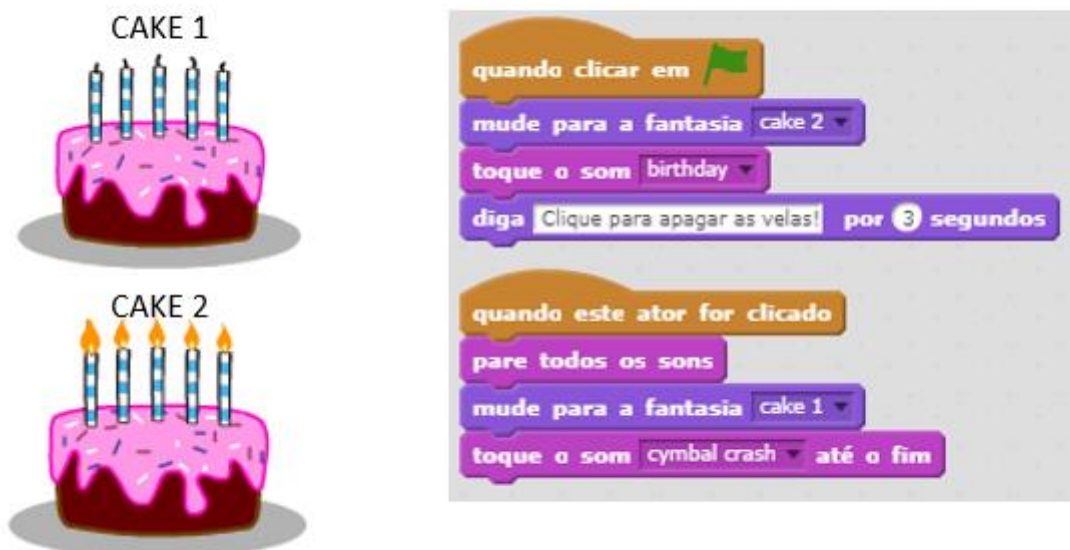 CAKE 1
CAKE 2
quando clicar em
mude para a fantasia cake 2
toque o som birthday
diga Clique para apagar as velas! por 3 segundos
quando este ator for clicado
pare todos os sons
mude para a fantasia cake 1
toque o som cymbal crash até o fim